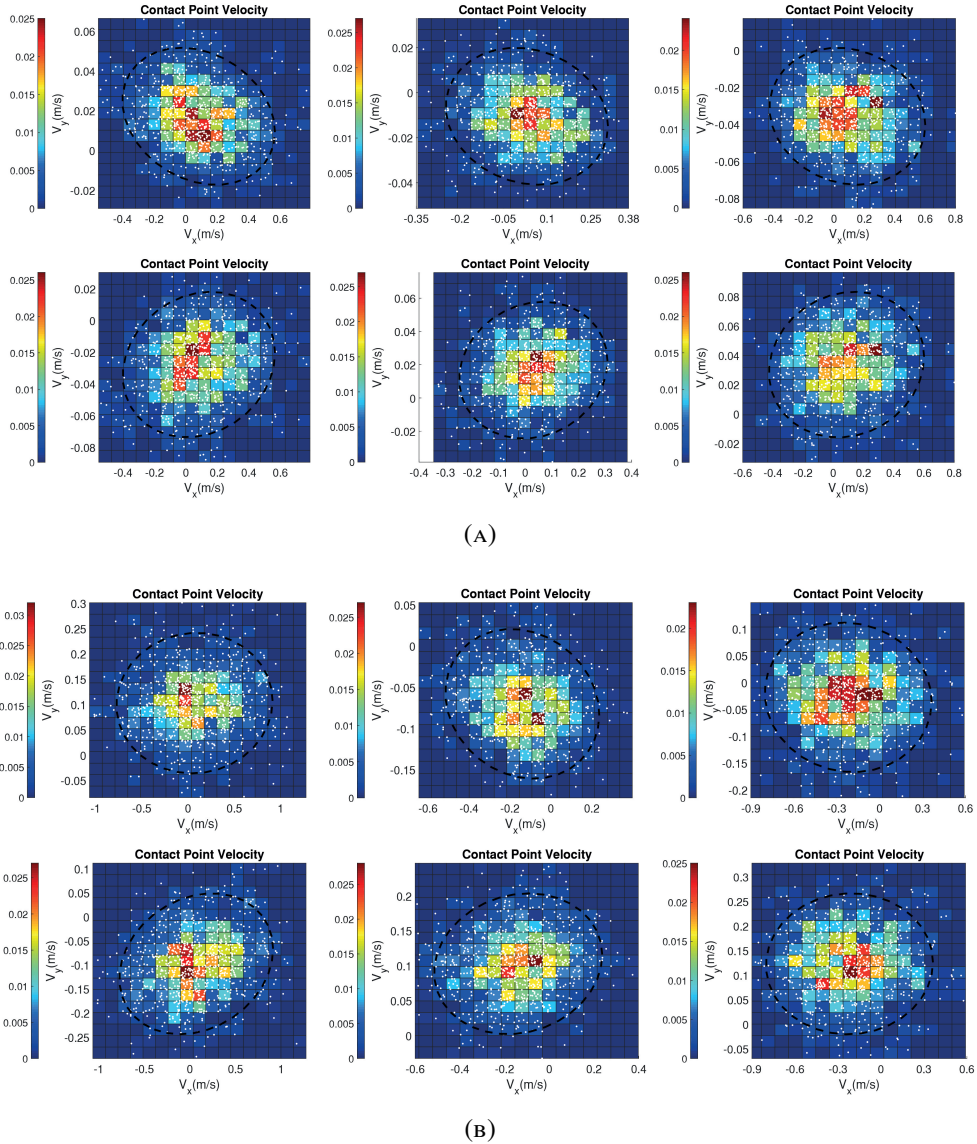 Contact Point Velocity Contact Point Velocity Contact Point Velocity
0.025 0.02 0.015 0.01 0.005 0
0.06 0.04 0.02 0 -0.02
V_y(m/s)
-0.4 -0.2 0 0.2 0.4 0.6
V_x(m/s)
0.025 0.02 0.015 0.01 0.005 0
0.02 0 -0.02 -0.04
V_y(m/s)
-0.35 -0.2 -0.05 0.1 0.25 0.38
V_x(m/s)
0.02 0.015 0.01 0.005 0
0 -0.02 -0.04 -0.06 -0.08
V_y(m/s)
-0.6 -0.4 -0.2 0 0.2 0.4 0.6 0.8
V_x(m/s)
Contact Point Velocity Contact Point Velocity Contact Point Velocity
0.025 0.02 0.015 0.01 0.005 0
0.02 0 -0.02 -0.04 -0.06 -0.08
V_y(m/s)
-0.4 -0.2 0 0.2 0.4 0.6
V_x(m/s)
0.025 0.02 0.015 0.01 0.005 0
0.06 0.04 0.02 0 -0.02
V_y(m/s)
-0.4 -0.3 -0.2 -0.1 0 0.1 0.2 0.3 0.4
V_x(m/s)
0.025 0.02 0.015 0.01 0.005 0
0.08 0.06 0.04 0.02 0 -0.02
V_y(m/s)
-0.6 -0.4 -0.2 0 0.2 0.4 0.6 0.8
V_x(m/s)
(A)
Contact Point Velocity Contact Point Velocity Contact Point Velocity
0.03 0.025 0.02 0.015 0.01 0.005 0
0.3 0.25 0.2 0.15 0.1 0.05 0 -0.05
V_y(m/s)
-1 -0.5 0 0.5 1
V_x(m/s)
0.025 0.02 0.015 0.01 0.005 0
0.05 0 -0.05 -0.1 -0.15
V_y(m/s)
-0.6 -0.4 -0.2 0 0.2
V_x(m/s)
0.02 0.015 0.01 0.005 0
0.1 0.05 0 -0.05 -0.1 -0.15 -0.2
V_y(m/s)
-0.9 -0.6 -0.3 0 0.3 0.6
V_x(m/s)
Contact Point Velocity Contact Point Velocity Contact Point Velocity
0.025 0.02 0.015 0.01 0.005 0
0.1 0.05 0 -0.05 -0.1 -0.15 -0.2 -0.25
V_y(m/s)
-1 -0.5 0 0.5 1
V_x(m/s)
0.025 0.02 0.015 0.01 0.005 0
0.2 0.15 0.1 0.05 0
V_y(m/s)
-0.6 -0.4 -0.2 0 0.2 0.4
V_x(m/s)
0.025 0.02 0.015 0.01 0.005 0
0.3 0.25 0.2 0.15 0.1 0.05 0 -0.05
V_y(m/s)
-0.9 -0.6 -0.3 0 0.3 0.6
V_x(m/s)
(B)